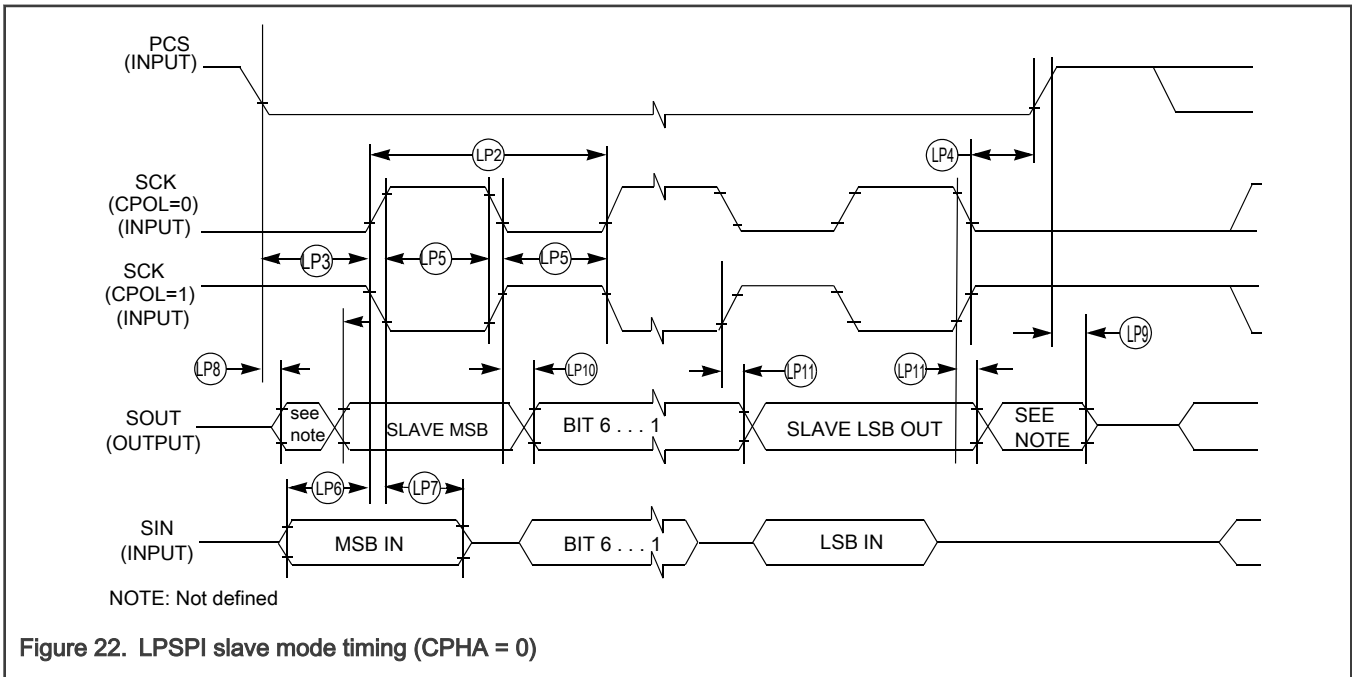 PCS
(INPUT)
LP2
LP4
SCK
(CPOL=0)
(INPUT)
LP3
LP5
LP5
SCK
(CPOL=1)
(INPUT)
LP9
LP8
LP10
LP11
LP11
SOUT
(OUTPUT)
see
note
SLAVE MSB
BIT 6 . . . 1
SLAVE LSB OUT
SEE
NOTE
LP6
LP7
SIN
(INPUT)
MSB IN
BIT 6 . . . 1
LSB IN
NOTE: Not defined
Figure 22. LPSPI slave mode timing (CPHA = 0)